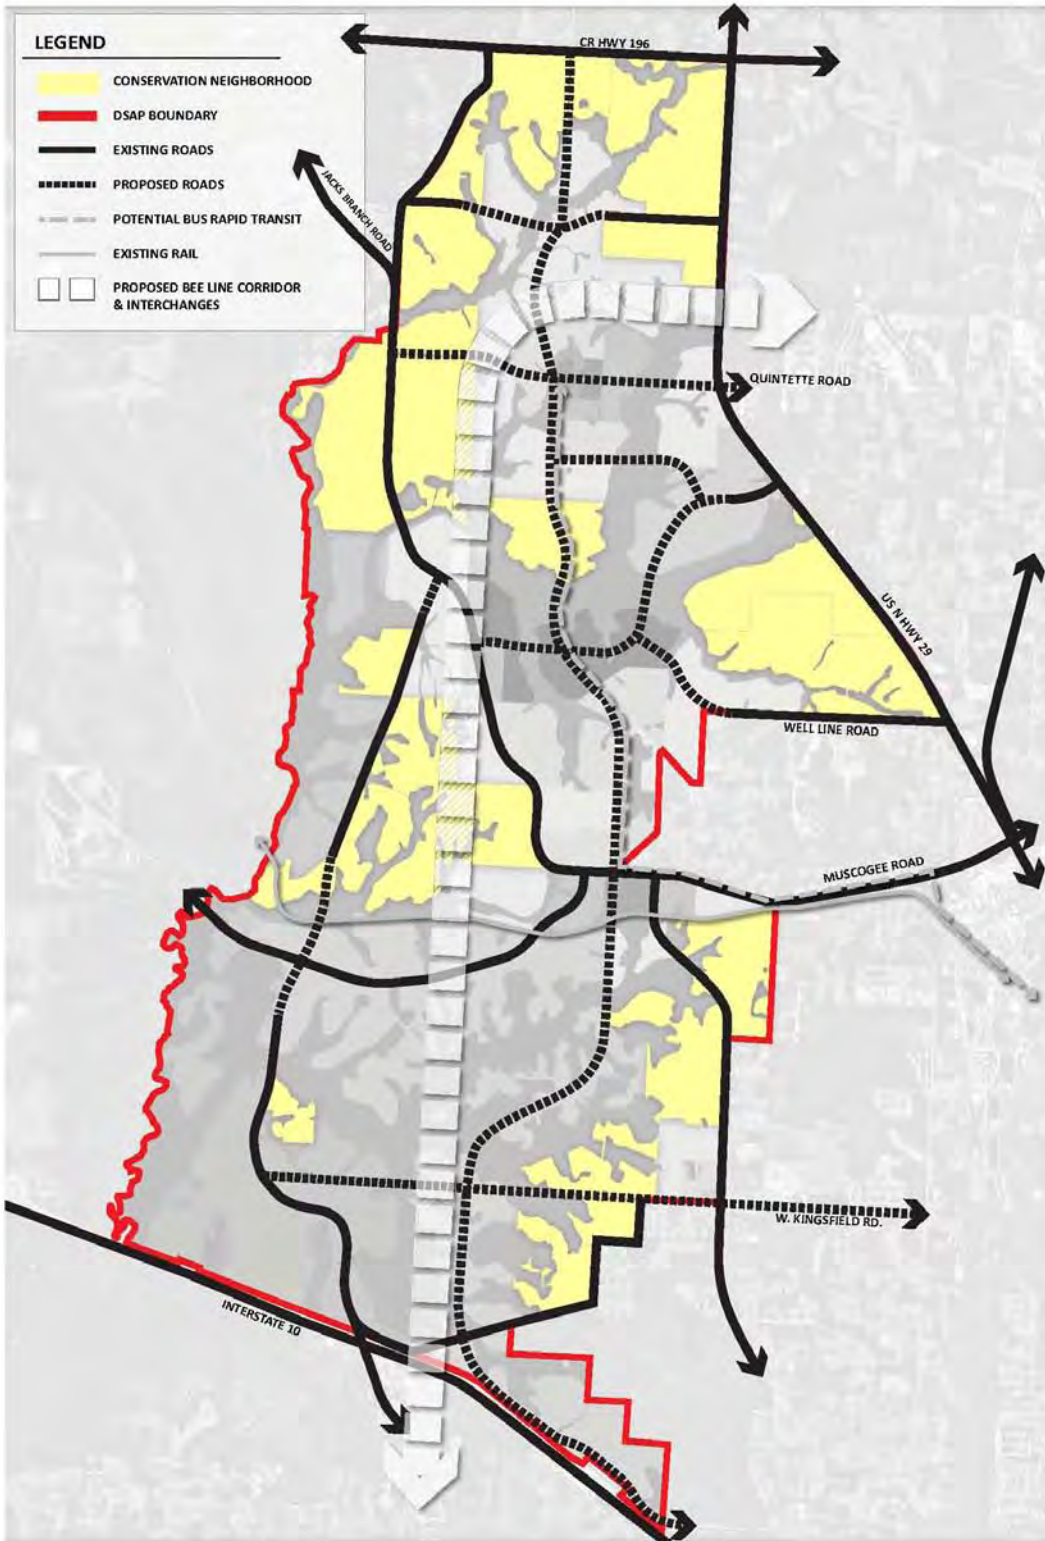 LEGEND
CONSERVATION NEIGHBORHOOD
DSAP BOUNDARY
EXISTING ROADS
PROPOSED ROADS
POTENTIAL BUS RAPID TRANSIT
EXISTING RAIL
PROPOSED BEE LINE CORRIDOR
& INTERCHANGES
CR HWY 196
JACKS BRANCH ROAD
QUINTETTE ROAD
US N HWY 29
WELL LINE ROAD
MUSCOGEE ROAD
W. KINGSFIELD RD.
INTERSTATE 10